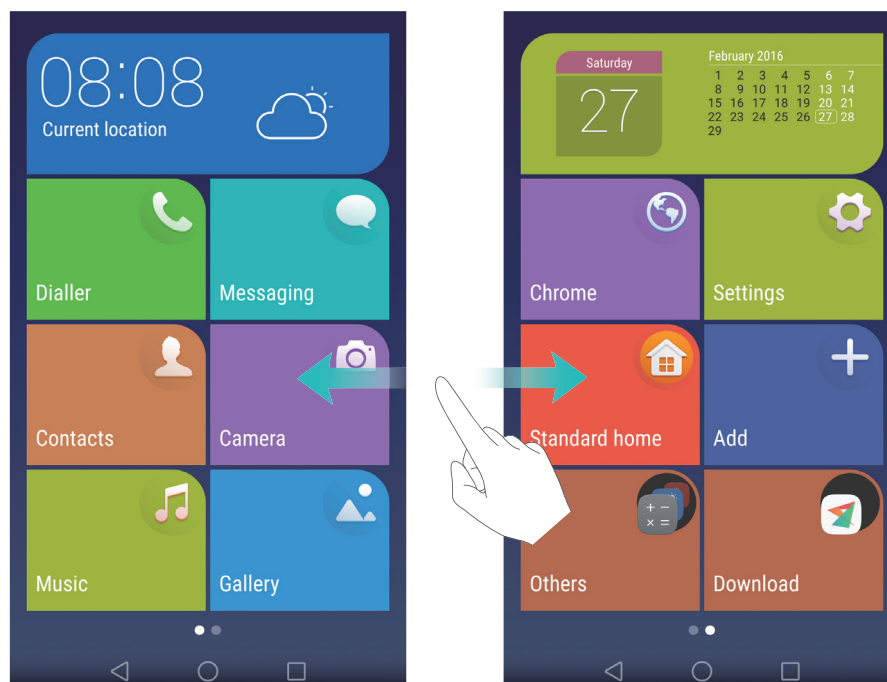 08:08
Current location
Dialler
Messaging
Contacts
Camera
Music
Gallery
Saturday
27
February 2016
1 2 3 4 5 6 7
8 9 10 11 12 13 14
15 16 17 18 19 20 21
22 23 24 25 26 27 28
29
Chrome
Settings
Standard home
Add
Others
Download